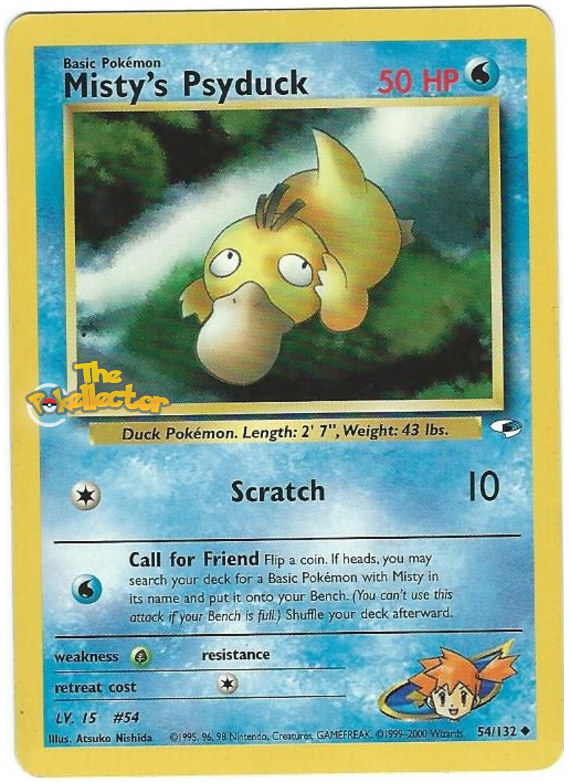 Basic Pokémon
Misty's Psyduck 50 HP
The
Pokellector
Duck Pokémon. Length: 2' 7", Weight: 43 lbs.
Scratch 10
Call for Friend Flip a coin. If heads, you may
search your deck for a Basic Pokémon with Misty in
its name and put it onto your Bench. (You can't use this
attack if your Bench is full.) Shuffle your deck afterward.
weakness resistance
retreat cost
LV. 15 #54
Illus. Atsuko Nishida ©1995, 96, 98 Nintendo, Creatures, GAMEFREAK. ©1999-2000 Wizards. 54/132